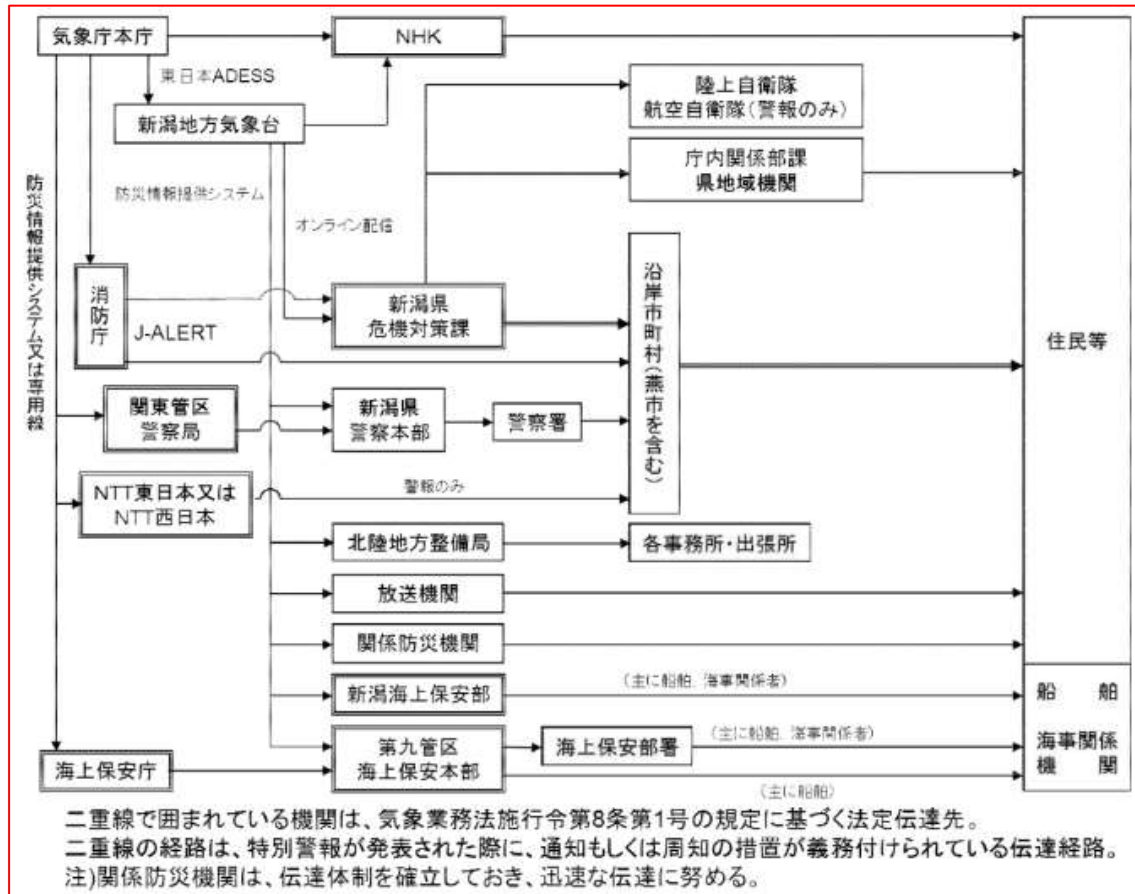 気象庁本庁
NHK
東日本ADESS
新潟地方気象台
陸上自衛隊
航空自衛隊(警報のみ)
庁内関係部課
県地域機関
防災情報提供システム
オンライン配信
防災情報提供システム又は専用線
消防庁
J-ALERT
新潟県
危機対策課
沿岸市町村(燕市を含む)
住民等
関東管区
警察局
新潟県
警察本部
警察署
NTT東日本又は
NTT西日本
警報のみ
北陸地方整備局
各事務所・出張所
放送機関
関係防災機関
新潟海上保安部
(主に船舶、海事関係者)
船舶
海事関係
機関
海上保安庁
第九管区
海上保安本部
海上保安部署
(主に船舶、海事関係者)
(主に船舶)
二重線で囲まれている機関は、気象業務法施行令第8条第1号の規定に基づく法定伝達先。
二重線の経路は、特別警報が発表された際に、通知もしくは周知の措置が義務付けられている伝達経路。
注)関係防災機関は、伝達体制を確立しておき、迅速な伝達に努める。